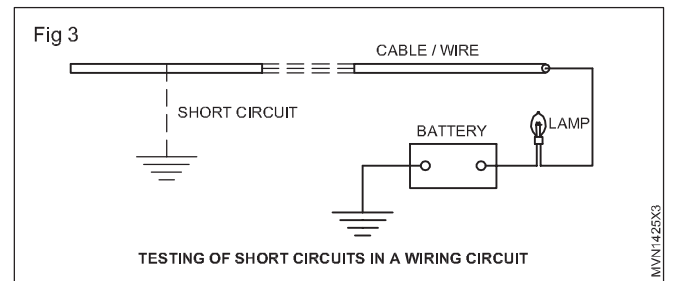 Fig 3
CABLE / WIRE
SHORT CIRCUIT
BATTERY
LAMP
TESTING OF SHORT CIRCUITS IN A WIRING CIRCUIT
MVN1425X3